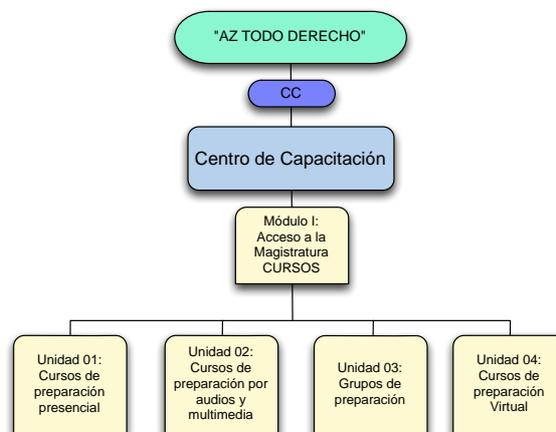 "AZ TODO DERECHO"
CC
Centro de Capacitación
Módulo I:
Acceso a la
Magistratura
CURSOS
Unidad 01:
Cursos de
preparación
presencial
Unidad 02:
Cursos de
preparación por
audios y
multimedia
Unidad 03:
Grupos de
preparación
Unidad 04:
Cursos de
preparación
Virtual